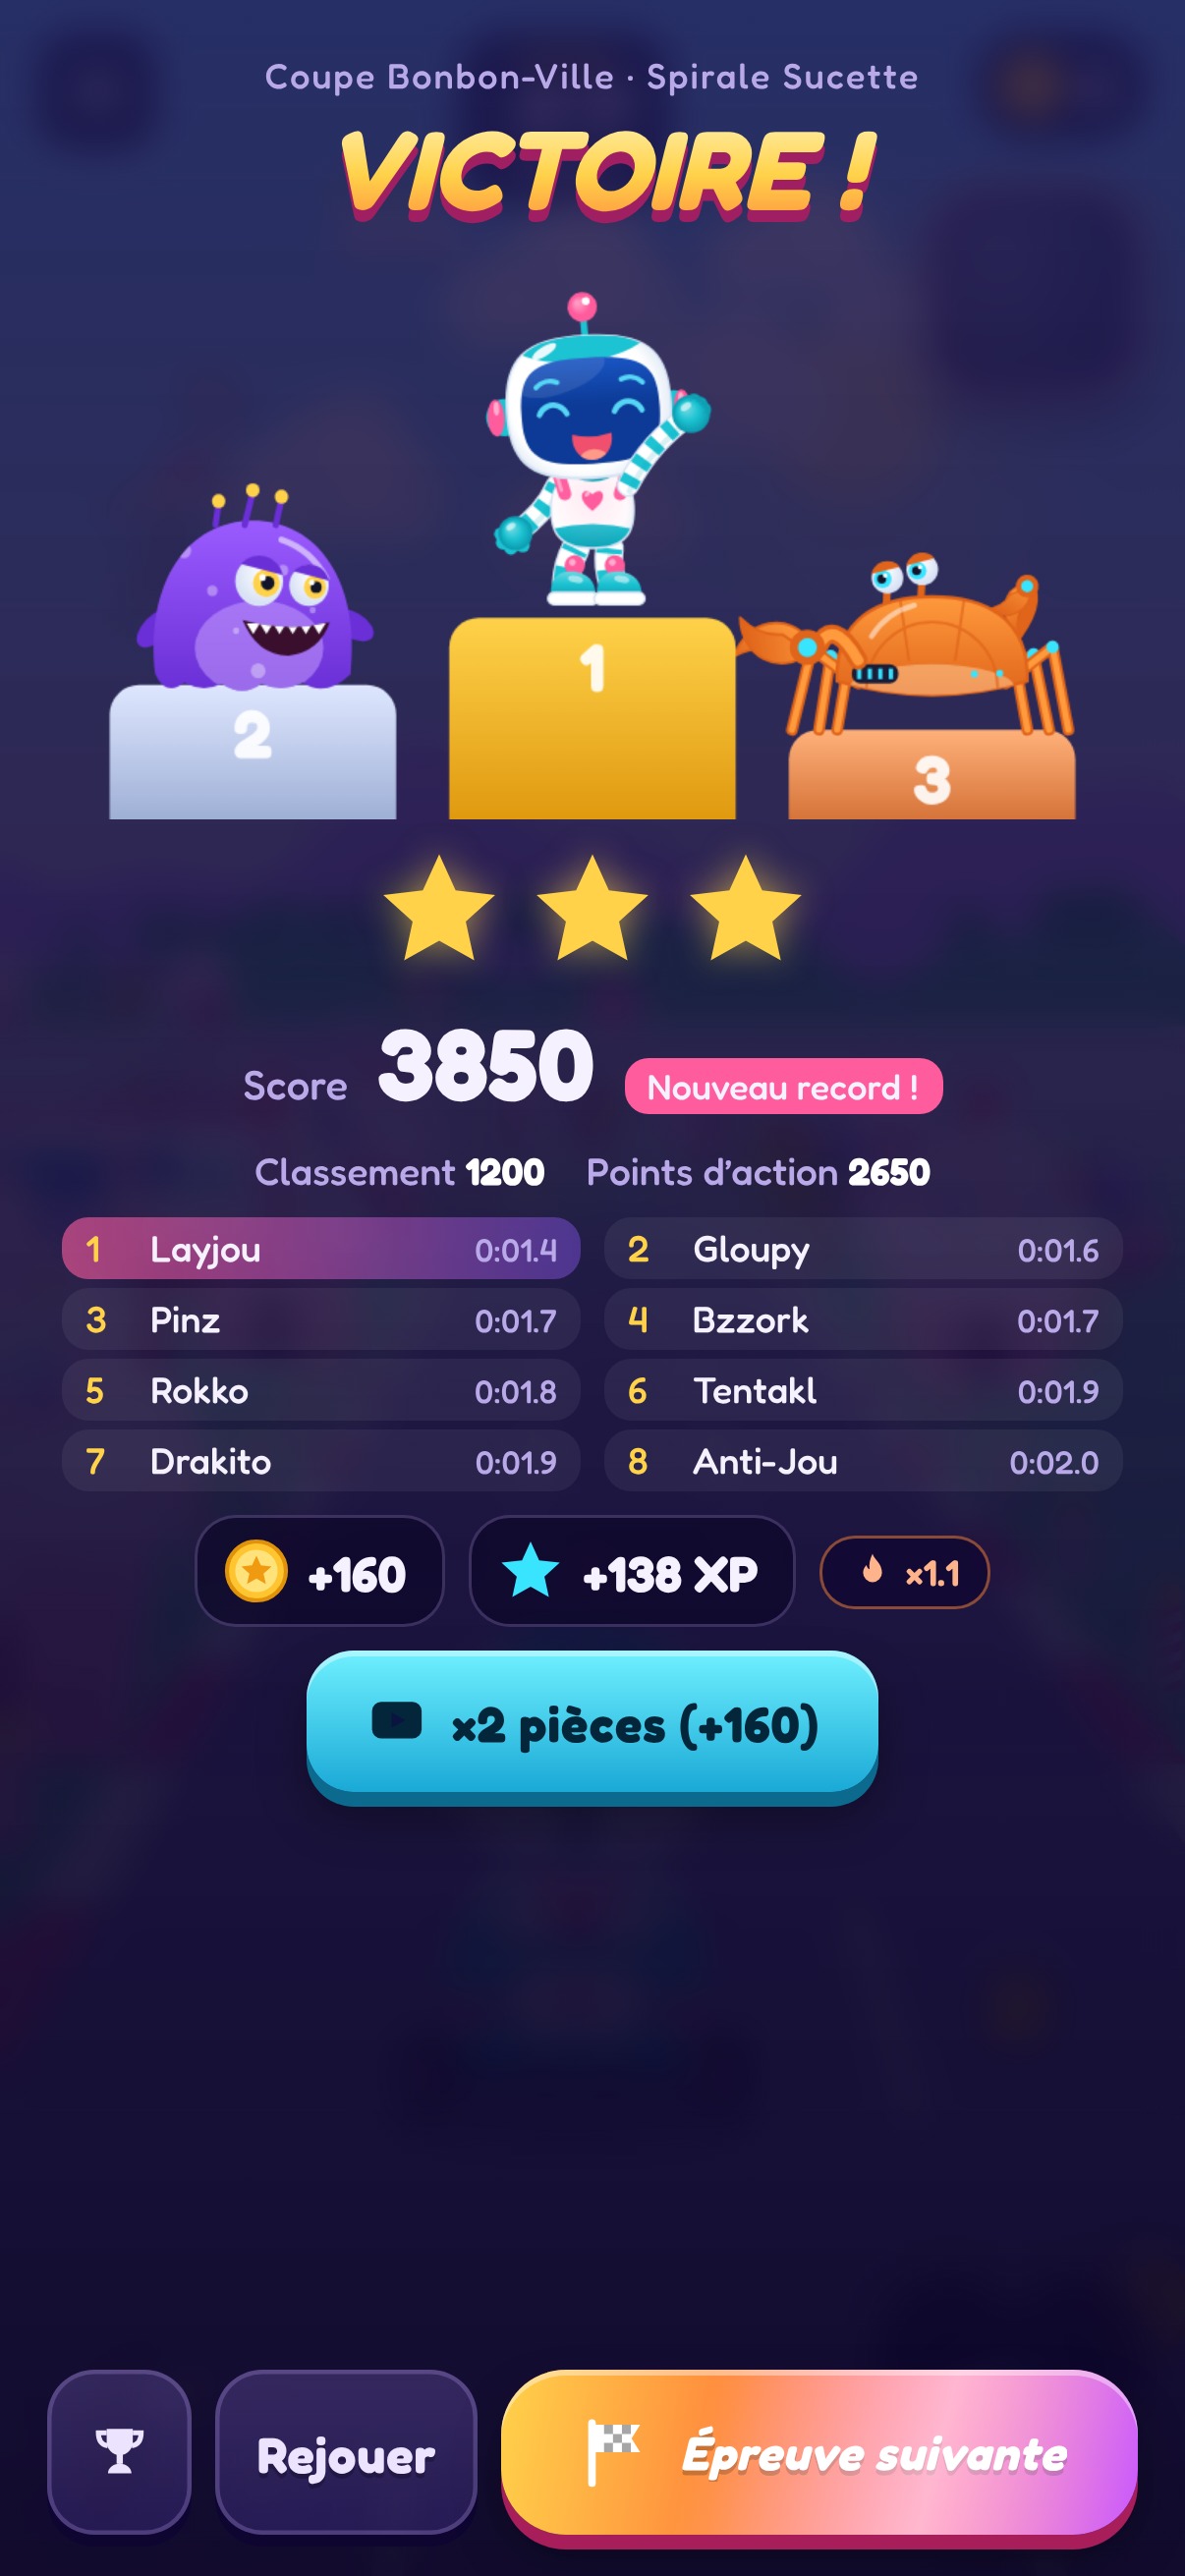 Coupe Bonbon-Ville · Spirale Sucette
VICTOIRE !
1
2
3
Score 3850 Nouveau record !
Classement 1200 Points d’action 2650
1 Layjou 0:01.4
2 Gloupy 0:01.6
3 Pinz 0:01.7
4 Bzzork 0:01.7
5 Rokko 0:01.8
6 Tentakl 0:01.9
7 Drakito 0:01.9
8 Anti-Jou 0:02.0
+160 +138 XP ×1.1
×2 pièces (+160)
Rejouer Épreuve suivante